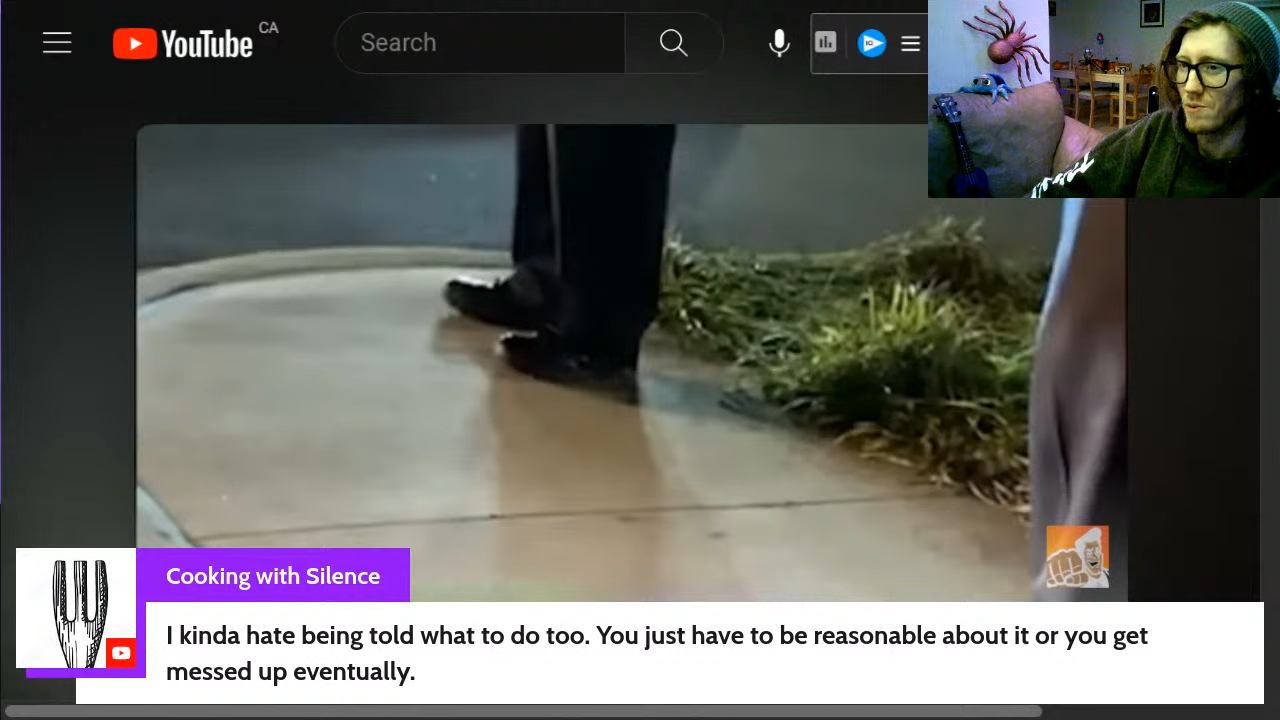 CA
YouTube
Search
IQ
Cooking with Silence
I kinda hate being told what to do too. You just have to be reasonable about it or you get
messed up eventually.